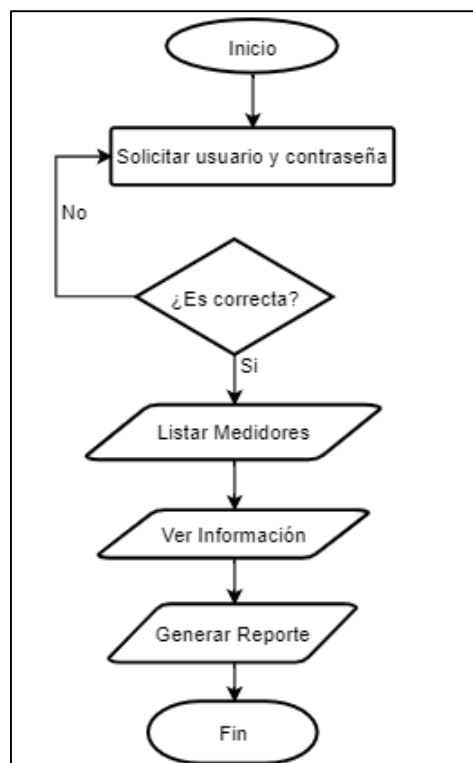 Inicio
Solicitar usuario y contraseña
No
¿Es correcta?
Si
Listar Medidores
Ver Información
Generar Reporte
Fin